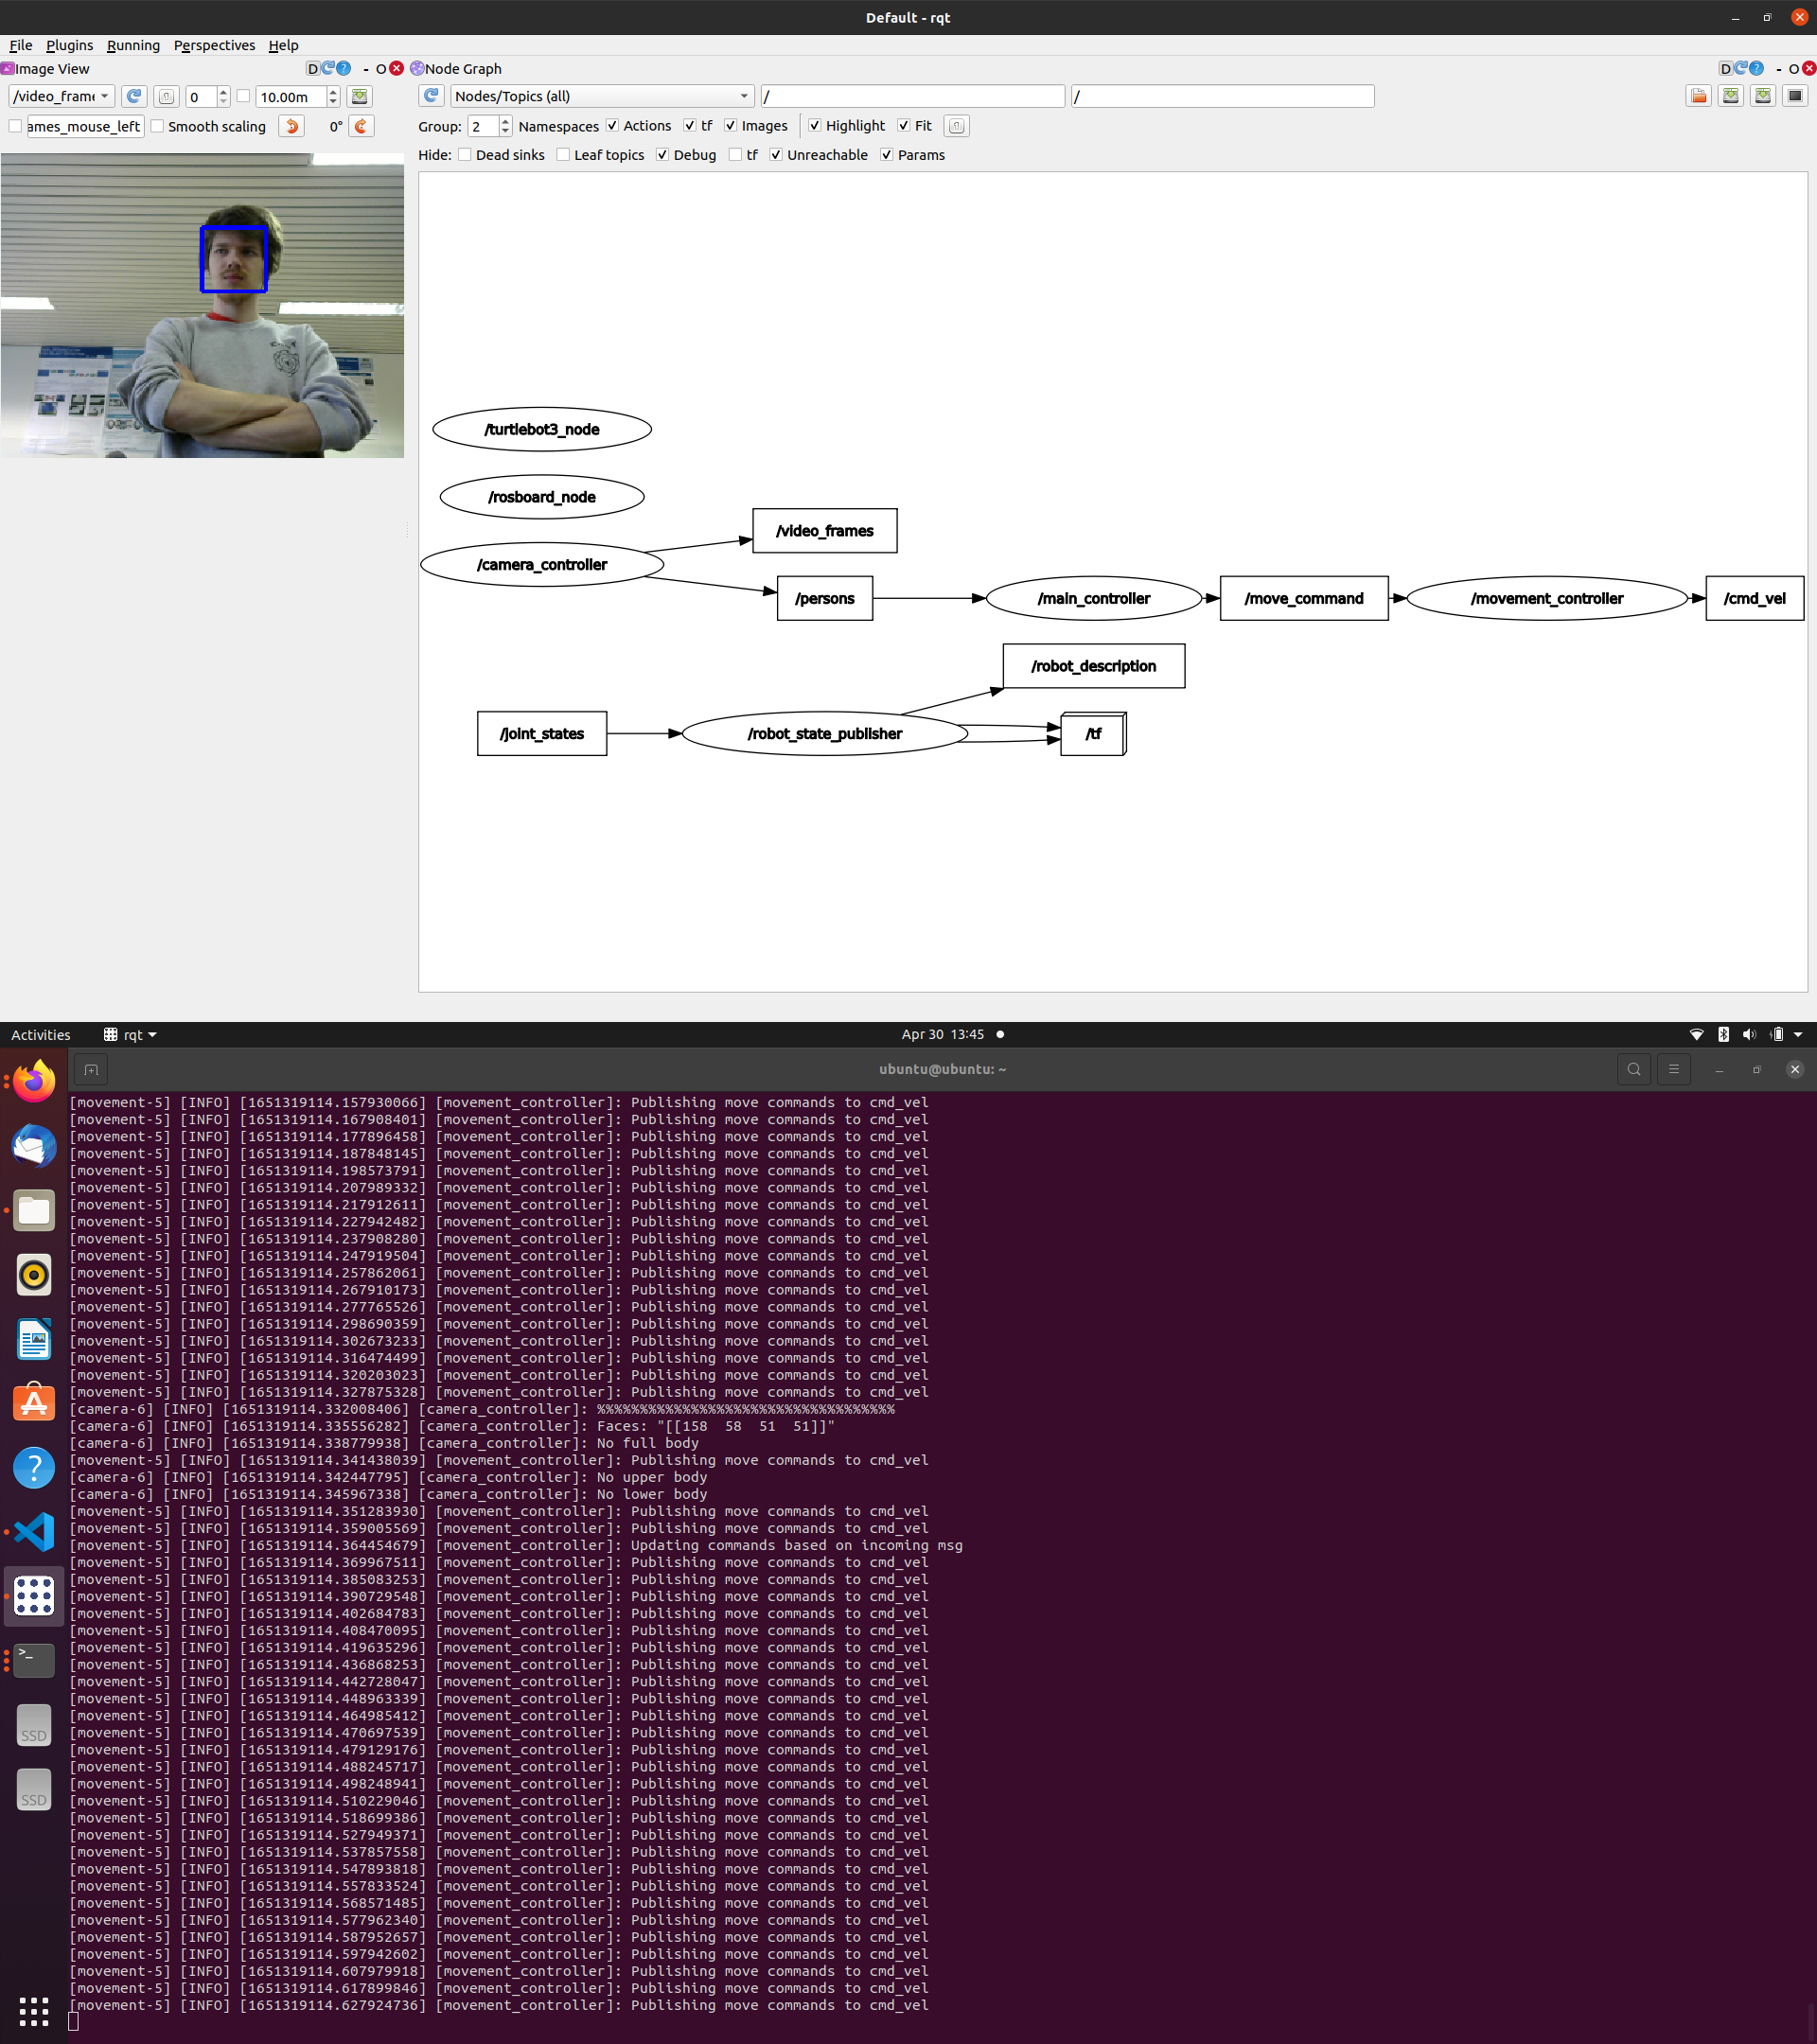 Default - rqt
File Plugins Running Perspectives Help
Image View D - O
Node Graph D - O
/video_frame 0 10.00m
Nodes/Topics (all) / /
ames_mouse_left Smooth scaling 0°
Group: 2 Namespaces Actions tf Images Highlight Fit
Hide: Dead sinks Leaf topics Debug tf Unreachable Params
/turtlebot3_node
/rosboard_node
/video_frames
/camera_controller
/persons
/main_controller
/move_command
/movement_controller
/cmd_vel
/robot_description
/joint_states
/robot_state_publisher
/tf
Activities rqt Apr 30 13:45
ubuntu@ubuntu: ~
[movement-5] [INFO] [1651319114.157930066] [movement_controller]: Publishing move commands to cmd_vel
[movement-5] [INFO] [1651319114.167908401] [movement_controller]: Publishing move commands to cmd_vel
[movement-5] [INFO] [1651319114.177896458] [movement_controller]: Publishing move commands to cmd_vel
[movement-5] [INFO] [1651319114.187848145] [movement_controller]: Publishing move commands to cmd_vel
[movement-5] [INFO] [1651319114.198573791] [movement_controller]: Publishing move commands to cmd_vel
[movement-5] [INFO] [1651319114.207989332] [movement_controller]: Publishing move commands to cmd_vel
[movement-5] [INFO] [1651319114.217912611] [movement_controller]: Publishing move commands to cmd_vel
[movement-5] [INFO] [1651319114.227942482] [movement_controller]: Publishing move commands to cmd_vel
[movement-5] [INFO] [1651319114.237908280] [movement_controller]: Publishing move commands to cmd_vel
[movement-5] [INFO] [1651319114.247919504] [movement_controller]: Publishing move commands to cmd_vel
[movement-5] [INFO] [1651319114.257862061] [movement_controller]: Publishing move commands to cmd_vel
[movement-5] [INFO] [1651319114.267910173] [movement_controller]: Publishing move commands to cmd_vel
[movement-5] [INFO] [1651319114.277765526] [movement_controller]: Publishing move commands to cmd_vel
[movement-5] [INFO] [1651319114.298690359] [movement_controller]: Publishing move commands to cmd_vel
[movement-5] [INFO] [1651319114.302673233] [movement_controller]: Publishing move commands to cmd_vel
[movement-5] [INFO] [1651319114.316474499] [movement_controller]: Publishing move commands to cmd_vel
[movement-5] [INFO] [1651319114.320203023] [movement_controller]: Publishing move commands to cmd_vel
[movement-5] [INFO] [1651319114.327875328] [movement_controller]: Publishing move commands to cmd_vel
[camera-6] [INFO] [1651319114.332008406] [camera_controller]: %%%%%%%%%%%%%%%%%%%%%%%%%%%%%%%%%%%
[camera-6] [INFO] [1651319114.335556282] [camera_controller]: Faces: "[[158  58  51  51]]"
[camera-6] [INFO] [1651319114.338779938] [camera_controller]: No full body
[movement-5] [INFO] [1651319114.341438039] [movement_controller]: Publishing move commands to cmd_vel
[camera-6] [INFO] [1651319114.342447795] [camera_controller]: No upper body
[camera-6] [INFO] [1651319114.345967338] [camera_controller]: No lower body
[movement-5] [INFO] [1651319114.351283930] [movement_controller]: Publishing move commands to cmd_vel
[movement-5] [INFO] [1651319114.359005569] [movement_controller]: Publishing move commands to cmd_vel
[movement-5] [INFO] [1651319114.364454679] [movement_controller]: Updating commands based on incoming msg
[movement-5] [INFO] [1651319114.369967511] [movement_controller]: Publishing move commands to cmd_vel
[movement-5] [INFO] [1651319114.385083253] [movement_controller]: Publishing move commands to cmd_vel
[movement-5] [INFO] [1651319114.390729548] [movement_controller]: Publishing move commands to cmd_vel
[movement-5] [INFO] [1651319114.402684783] [movement_controller]: Publishing move commands to cmd_vel
[movement-5] [INFO] [1651319114.408470095] [movement_controller]: Publishing move commands to cmd_vel
[movement-5] [INFO] [1651319114.419635296] [movement_controller]: Publishing move commands to cmd_vel
[movement-5] [INFO] [1651319114.436868253] [movement_controller]: Publishing move commands to cmd_vel
[movement-5] [INFO] [1651319114.442728047] [movement_controller]: Publishing move commands to cmd_vel
[movement-5] [INFO] [1651319114.448963339] [movement_controller]: Publishing move commands to cmd_vel
[movement-5] [INFO] [1651319114.464985412] [movement_controller]: Publishing move commands to cmd_vel
[movement-5] [INFO] [1651319114.470697539] [movement_controller]: Publishing move commands to cmd_vel
[movement-5] [INFO] [1651319114.479129176] [movement_controller]: Publishing move commands to cmd_vel
[movement-5] [INFO] [1651319114.488245717] [movement_controller]: Publishing move commands to cmd_vel
[movement-5] [INFO] [1651319114.498248941] [movement_controller]: Publishing move commands to cmd_vel
[movement-5] [INFO] [1651319114.510229046] [movement_controller]: Publishing move commands to cmd_vel
[movement-5] [INFO] [1651319114.518699386] [movement_controller]: Publishing move commands to cmd_vel
[movement-5] [INFO] [1651319114.527949371] [movement_controller]: Publishing move commands to cmd_vel
[movement-5] [INFO] [1651319114.537857558] [movement_controller]: Publishing move commands to cmd_vel
[movement-5] [INFO] [1651319114.547893818] [movement_controller]: Publishing move commands to cmd_vel
[movement-5] [INFO] [1651319114.557833524] [movement_controller]: Publishing move commands to cmd_vel
[movement-5] [INFO] [1651319114.568571485] [movement_controller]: Publishing move commands to cmd_vel
[movement-5] [INFO] [1651319114.577962340] [movement_controller]: Publishing move commands to cmd_vel
[movement-5] [INFO] [1651319114.587952657] [movement_controller]: Publishing move commands to cmd_vel
[movement-5] [INFO] [1651319114.597942602] [movement_controller]: Publishing move commands to cmd_vel
[movement-5] [INFO] [1651319114.607979918] [movement_controller]: Publishing move commands to cmd_vel
[movement-5] [INFO] [1651319114.617899846] [movement_controller]: Publishing move commands to cmd_vel
[movement-5] [INFO] [1651319114.627924736] [movement_controller]: Publishing move commands to cmd_vel
SSD
SSD